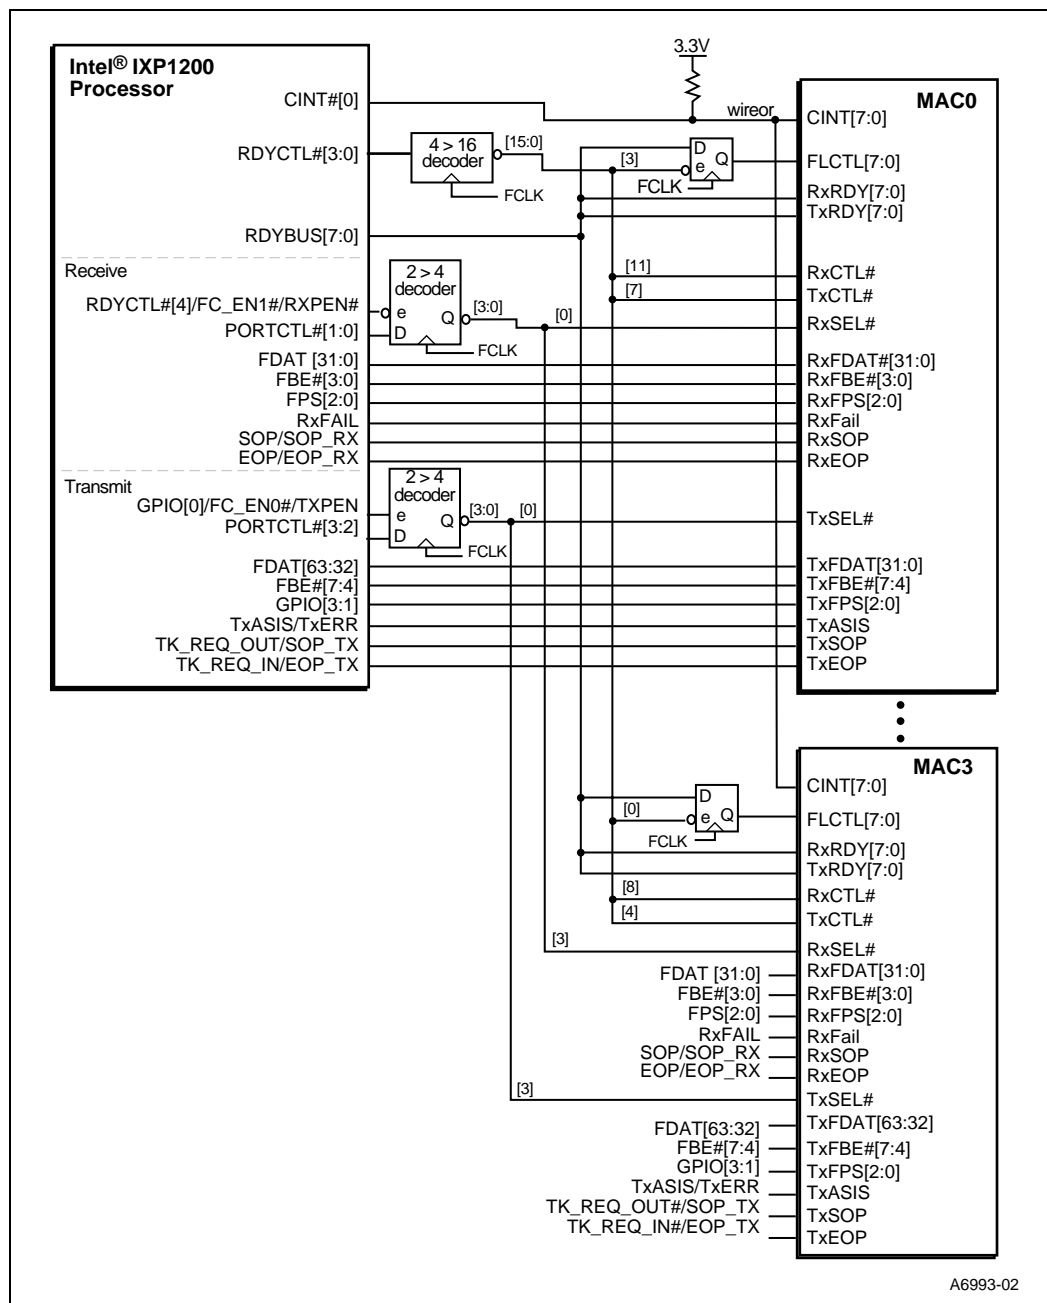 Intel® IXP1200
Processor
CINT#[0]
3.3V
wireor
MAC0
CINT[7:0]
RDYCTL#[3:0]
4 > 16
decoder
[15:0]
FCLK
[3]
D
e
Q
FCLK
FLCTL[7:0]
RxRDY[7:0]
TxRDY[7:0]
RDYBUS[7:0]
[11]
RxCTL#
[7]
TxCTL#
Receive
2 > 4
decoder
RDYCTL#[4]/FC_EN1#/RXPEN#
e
Q
[3:0]
[0]
RxSEL#
PORTCTL#[1:0]
D
FCLK
FDAT [31:0]
RxFDAT#[31:0]
FBE#[3:0]
RxFBE#[3:0]
FPS[2:0]
RxFPS[2:0]
RxFAIL
RxFail
SOP/SOP_RX
RxSOP
EOP/EOP_RX
RxEOP
Transmit
2 > 4
decoder
GPIO[0]/FC_EN0#/TXPEN
e
Q
[3:0]
[0]
TxSEL#
PORTCTL#[3:2]
D
FCLK
FDAT[63:32]
TxFDAT[31:0]
FBE#[7:4]
TxFBE#[7:4]
GPIO[3:1]
TxFPS[2:0]
TxASIS/TxERR
TxASIS
TK_REQ_OUT/SOP_TX
TxSOP
TK_REQ_IN/EOP_TX
TxEOP
MAC3
CINT[7:0]
[0]
D
e
Q
FCLK
FLCTL[7:0]
RxRDY[7:0]
TxRDY[7:0]
[8]
RxCTL#
[4]
TxCTL#
[3]
RxSEL#
FDAT [31:0]
RxFDAT[31:0]
FBE#[3:0]
RxFBE#[3:0]
FPS[2:0]
RxFPS[2:0]
RxFAIL
RxFail
SOP/SOP_RX
RxSOP
EOP/EOP_RX
RxEOP
[3]
TxSEL#
FDAT[63:32]
TxFDAT[63:32]
FBE#[7:4]
TxFBE#[7:4]
GPIO[3:1]
TxFPS[2:0]
TxASIS/TxERR
TxASIS
TK_REQ_OUT#/SOP_TX
TxSOP
TK_REQ_IN#/EOP_TX
TxEOP
A6993-02